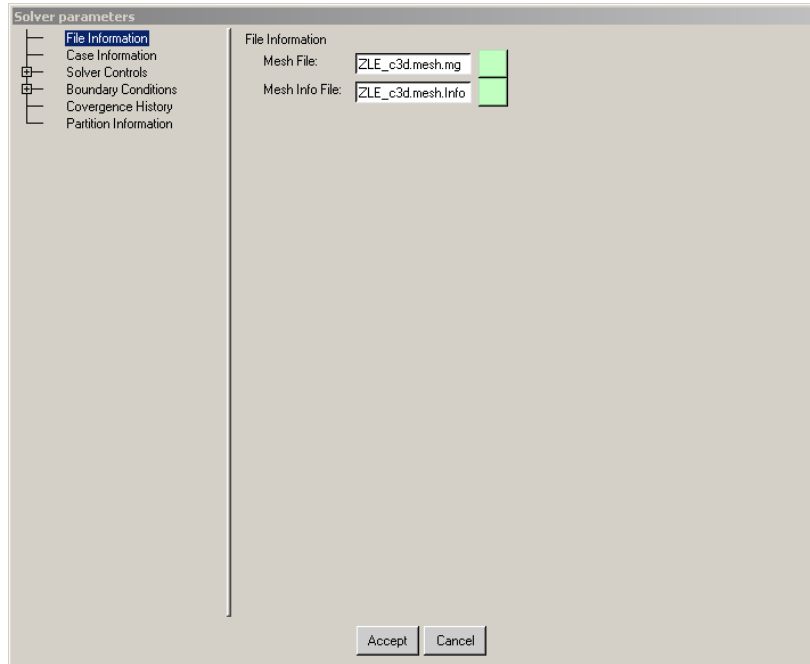 Solver parameters
File Information
Case Information
Solver Controls
Boundary Conditions
Covergence History
Partition Information
File Information
Mesh File: ZLE_c3d.mesh.mg
Mesh Info File: ZLE_c3d.mesh.Info
Accept Cancel